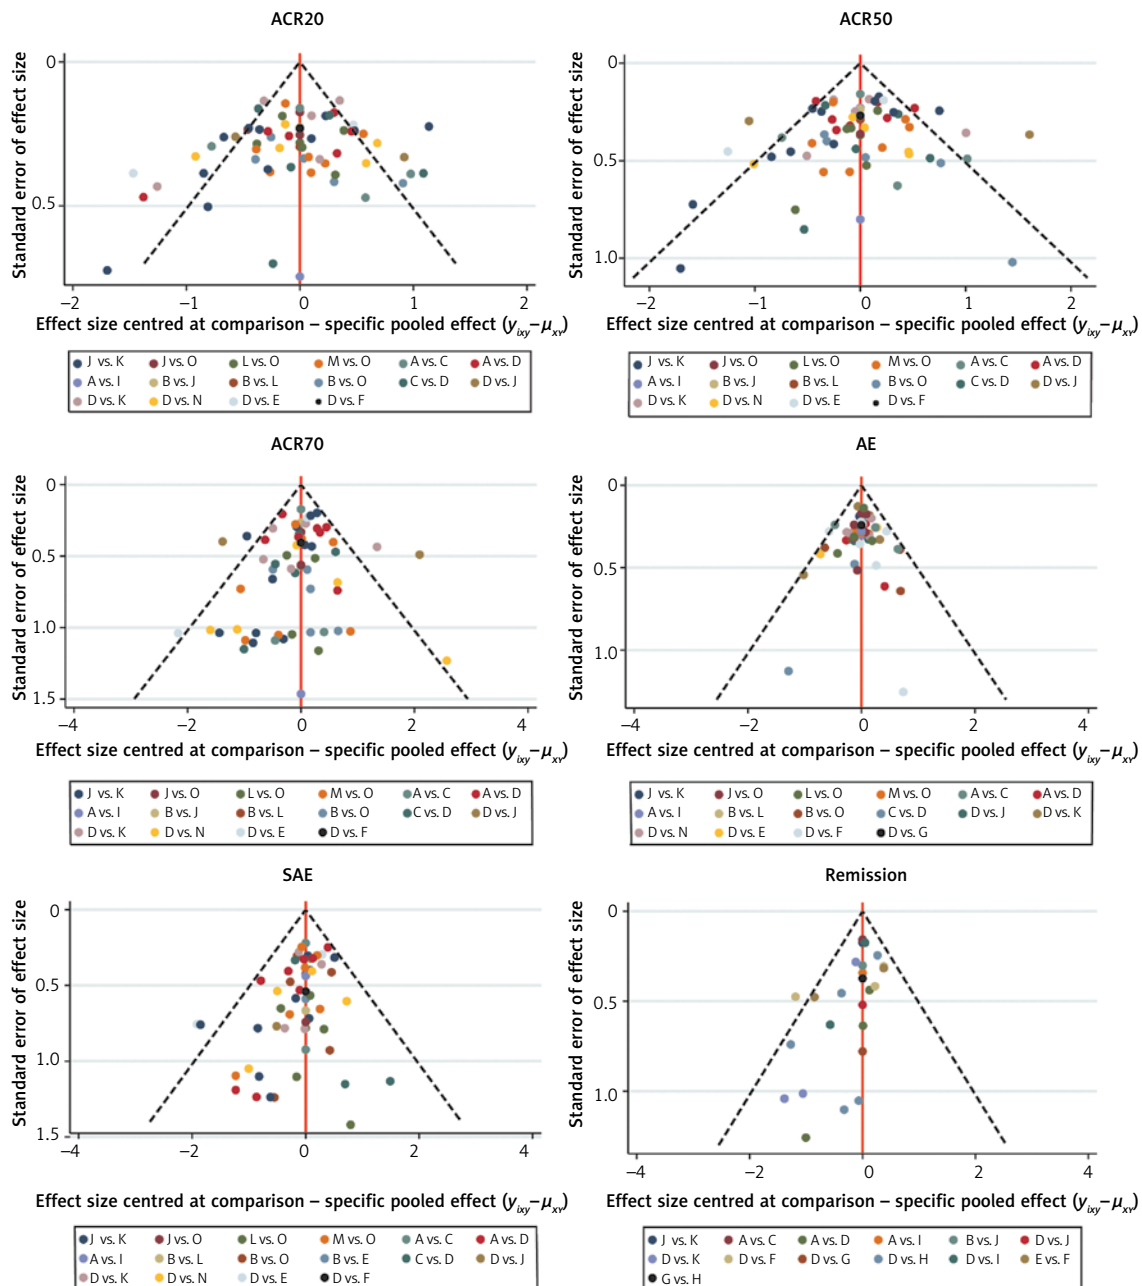 ACR20
ACR50
Standard error of effect size
0
0.5
−2
−1
0
1
2
Effect size centred at comparison – specific pooled effect (yixy−μXY)
J vs. K J vs. O L vs. O M vs. O A vs. C A vs. D
A vs. I B vs. J B vs. L B vs. O C vs. D D vs. J
D vs. K D vs. N D vs. E D vs. F
Standard error of effect size
0
0.5
1.0
−2
−1
0
1
2
Effect size centred at comparison – specific pooled effect (yixy−μXY)
J vs. K J vs. O L vs. O M vs. O A vs. C A vs. D
A vs. I B vs. J B vs. L B vs. O C vs. D D vs. J
D vs. K D vs. N D vs. E D vs. F
ACR70
AE
Standard error of effect size
0
0.5
1.0
1.5
−4
−2
0
2
4
Effect size centred at comparison – specific pooled effect (yixy−μXY)
J vs. K J vs. O L vs. O M vs. O A vs. C A vs. D
A vs. I B vs. J B vs. L B vs. O C vs. D D vs. J
D vs. K D vs. N D vs. E D vs. F
Standard error of effect size
0
0.5
1.0
−4
−2
0
2
4
Effect size centred at comparison – specific pooled effect (yixy−μXY)
J vs. K J vs. O L vs. O M vs. O A vs. C A vs. D
A vs. I B vs. L B vs. O C vs. D D vs. J D vs. K
D vs. N D vs. E D vs. F D vs. G
SAE
Remission
Standard error of effect size
0
0.5
1.0
1.5
−4
−2
0
2
4
Effect size centred at comparison – specific pooled effect (yixy−μXY)
J vs. K J vs. O L vs. O M vs. O A vs. C A vs. D
A vs. I B vs. L B vs. O B vs. E C vs. D D vs. J
D vs. K D vs. N D vs. E D vs. F
Standard error of effect size
0
0.5
1.0
−4
−2
0
2
4
Effect size centred at comparison – specific pooled effect (yixy−μXY)
J vs. K A vs. C A vs. D A vs. I B vs. J D vs. J
D vs. K D vs. F D vs. G D vs. H D vs. I E vs. F
G vs. H